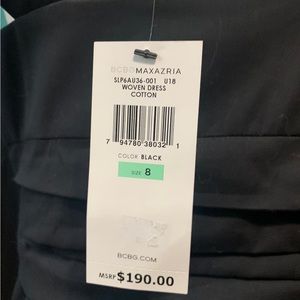 BCBGMAXAZRIA
SLP6AU36-001 U18
WOVEN DRESS
COTTON
7 94780 38032 1
COLOR BLACK
SIZE 8
BCBG.COM
MSRP $190.00